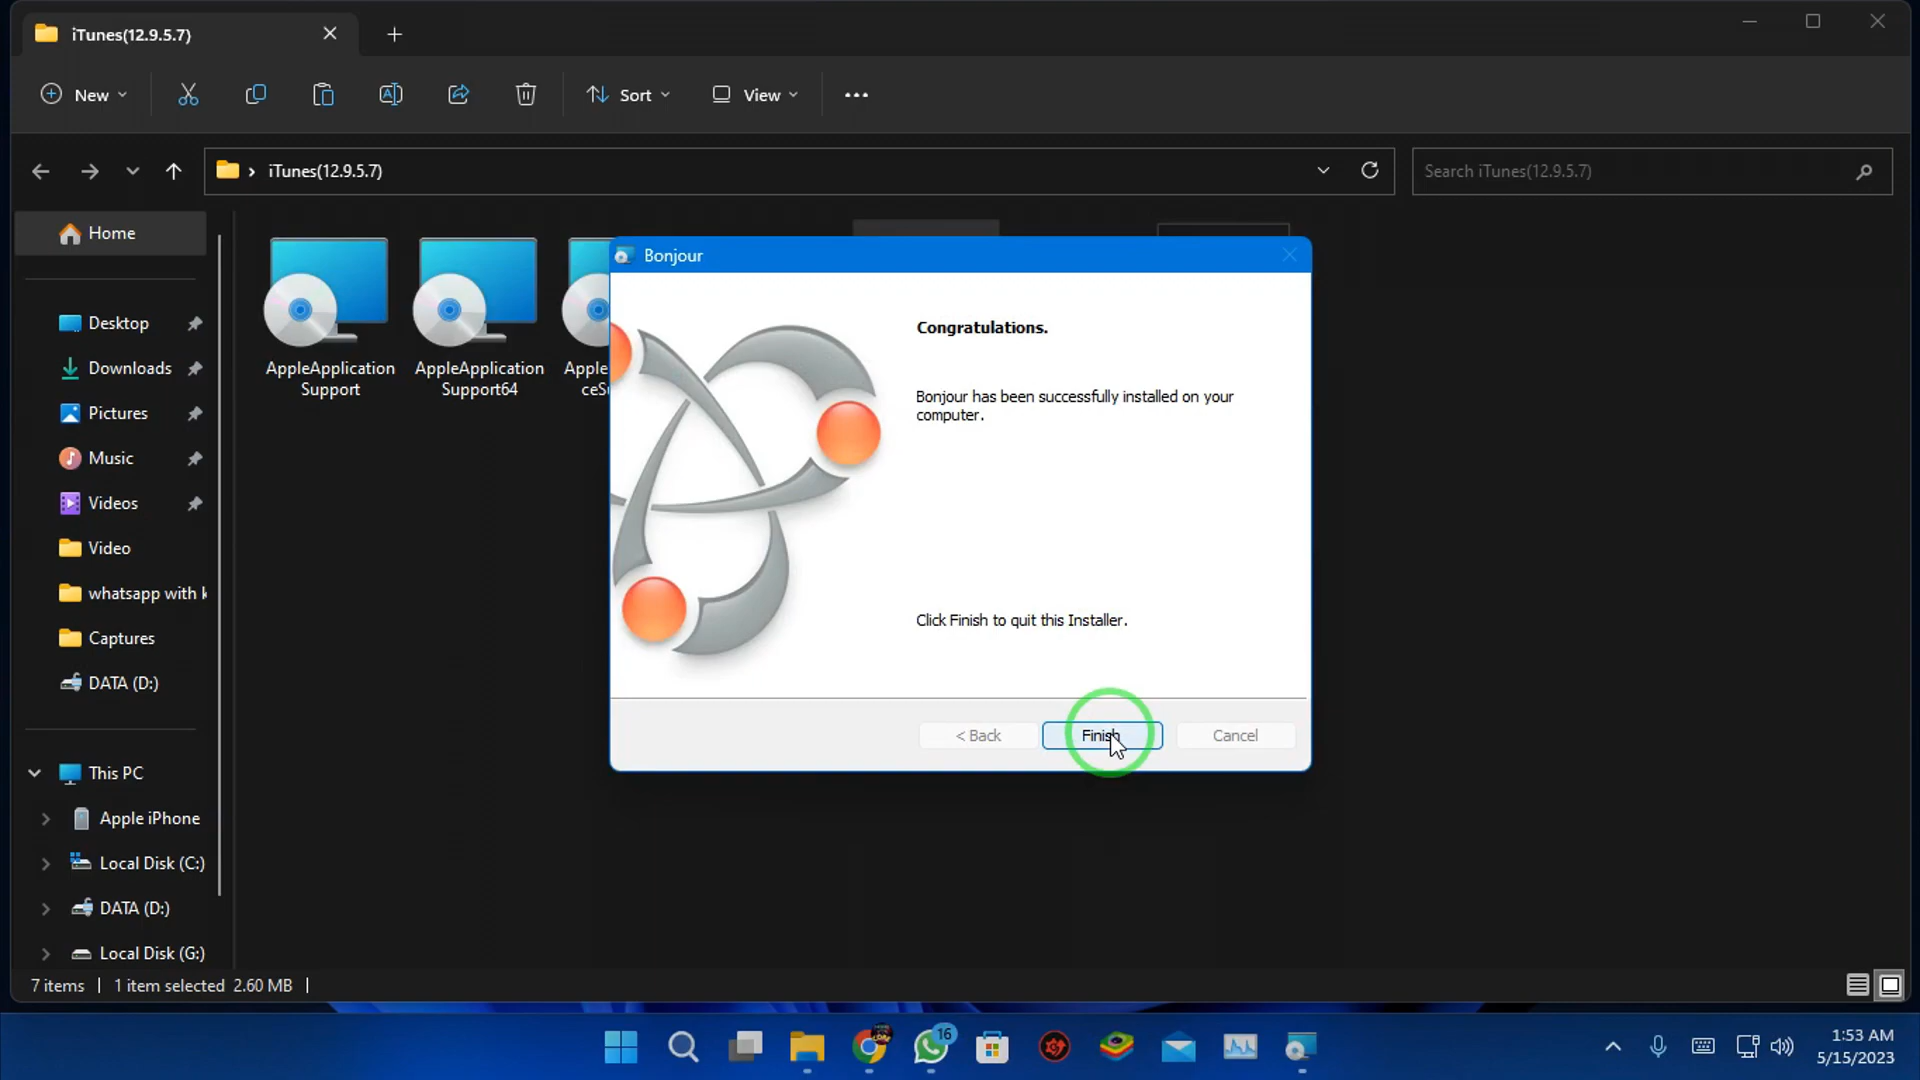 iTunes(12.9.5.7)
New
Sort
View
iTunes(12.9.5.7)
Search iTunes(12.9.5.7)
Home
Desktop
Downloads
Pictures
Music
Videos
Video
whatsapp with k
Captures
DATA (D:)
This PC
Apple iPhone
Local Disk (C:)
DATA (D:)
Local Disk (G:)
AppleApplication
Support
AppleApplication
Support64
Apple
ceSu
Bonjour
Congratulations.
Bonjour has been successfully installed on your
computer.
Click Finish to quit this Installer.
< Back
Finish
Cancel
7 items
1 item selected 2.60 MB
16
1:53 AM
5/15/2023